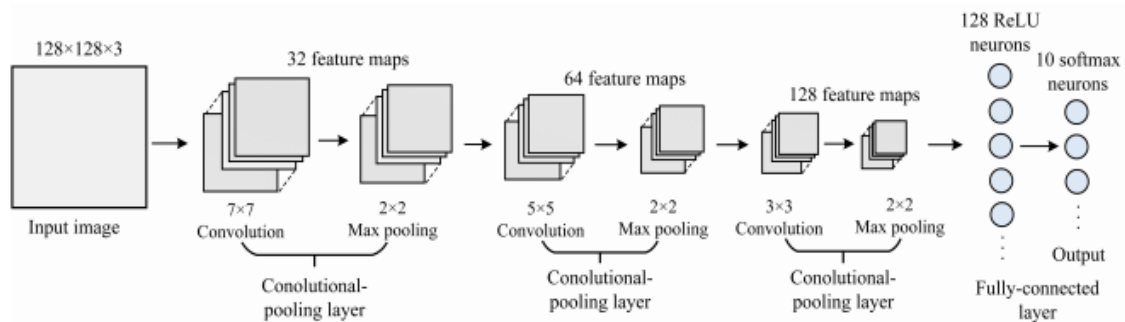 128×128×3
Input image
32 feature maps
7×7
Convolution
2×2
Max pooling
Conolutional-
pooling layer
64 feature maps
5×5
Convolution
2×2
Max pooling
Conolutional-
pooling layer
128 feature maps
3×3
Convolution
2×2
Max pooling
Conolutional-
pooling layer
128 ReLU
neurons
10 softmax
neurons
Output
Fully-connected
layer